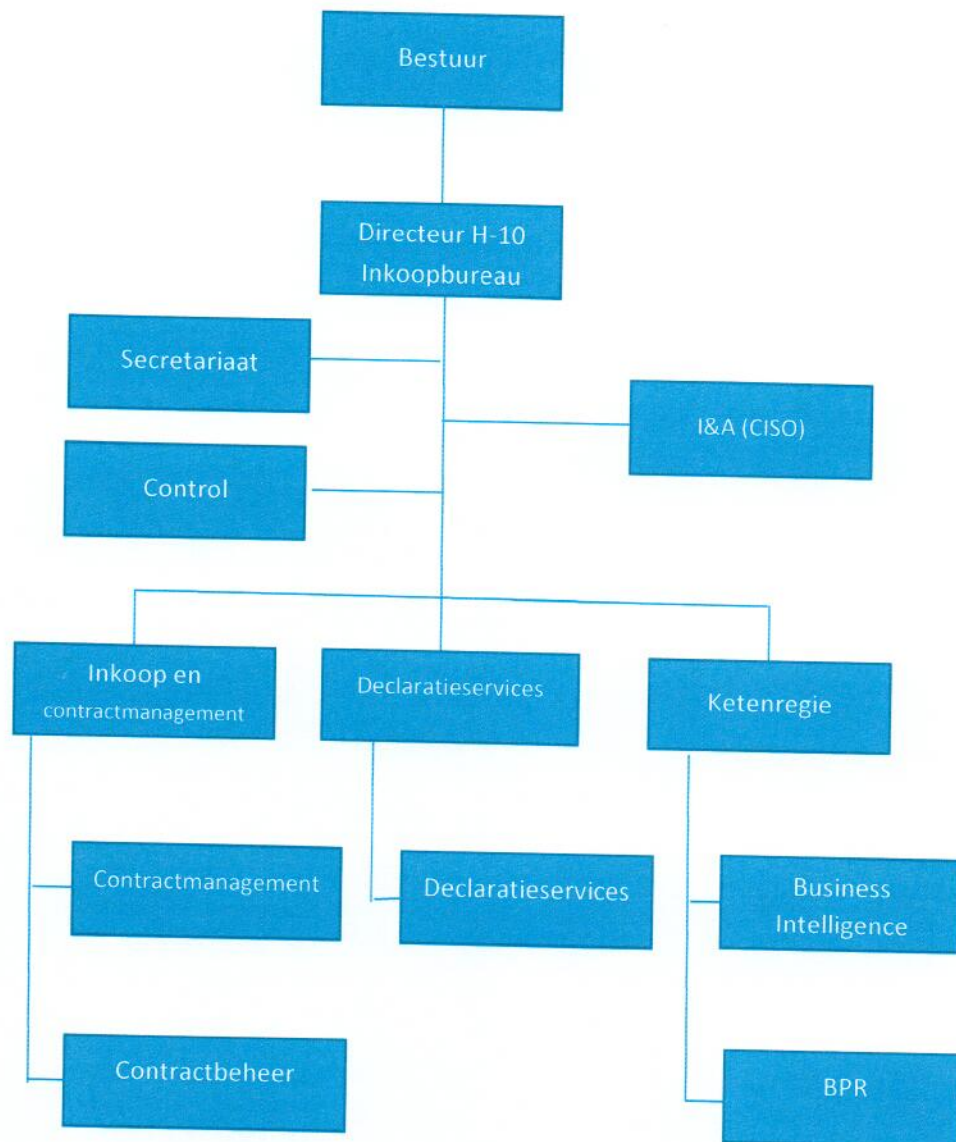 Bestuur
Directeur H-10
Inkoopbureau
Secretariaat
I&A (CISO)
Control
Inkoop en
contractmanagement
Declaratieservices
Ketenregie
Contractmanagement
Declaratieservices
Business
Intelligence
Contractbeheer
BPR